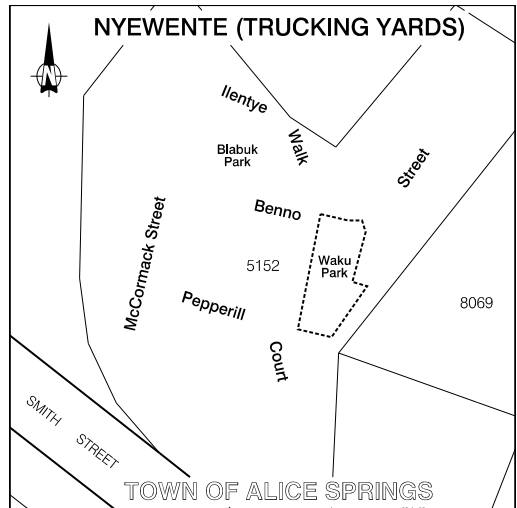 NYEWENTE (TRUCKING YARDS)
N
Ilentye
Walk
Blabuk
Park
Street
Benno
McCormack Street
5152
Waku
Park
8069
Pepperill
Court
SMITH STREET
TOWN OF ALICE SPRINGS